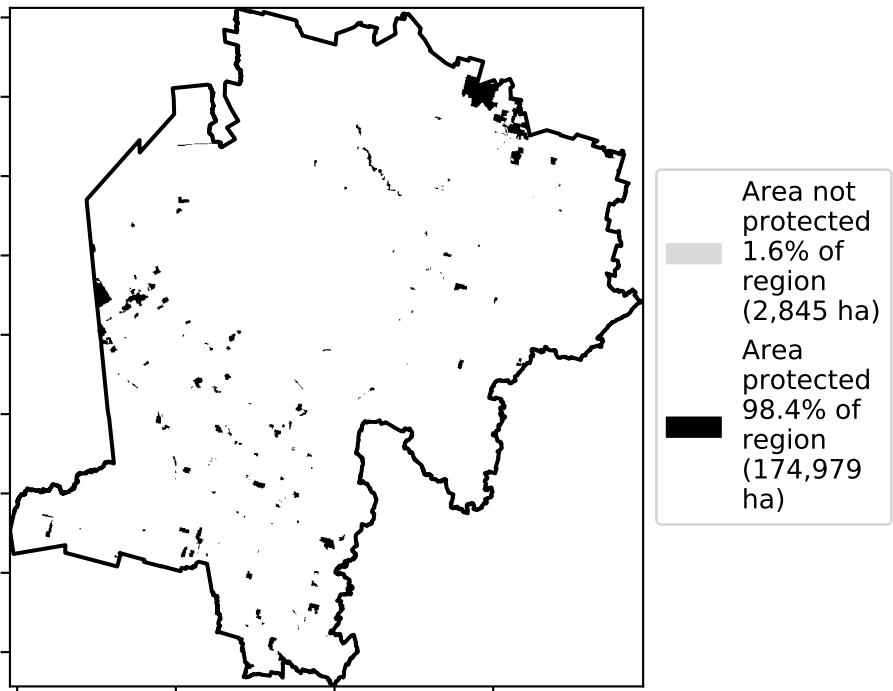 Area not
protected
1.6% of
region
(2,845 ha)
Area
protected
98.4% of
region
(174,979
ha)